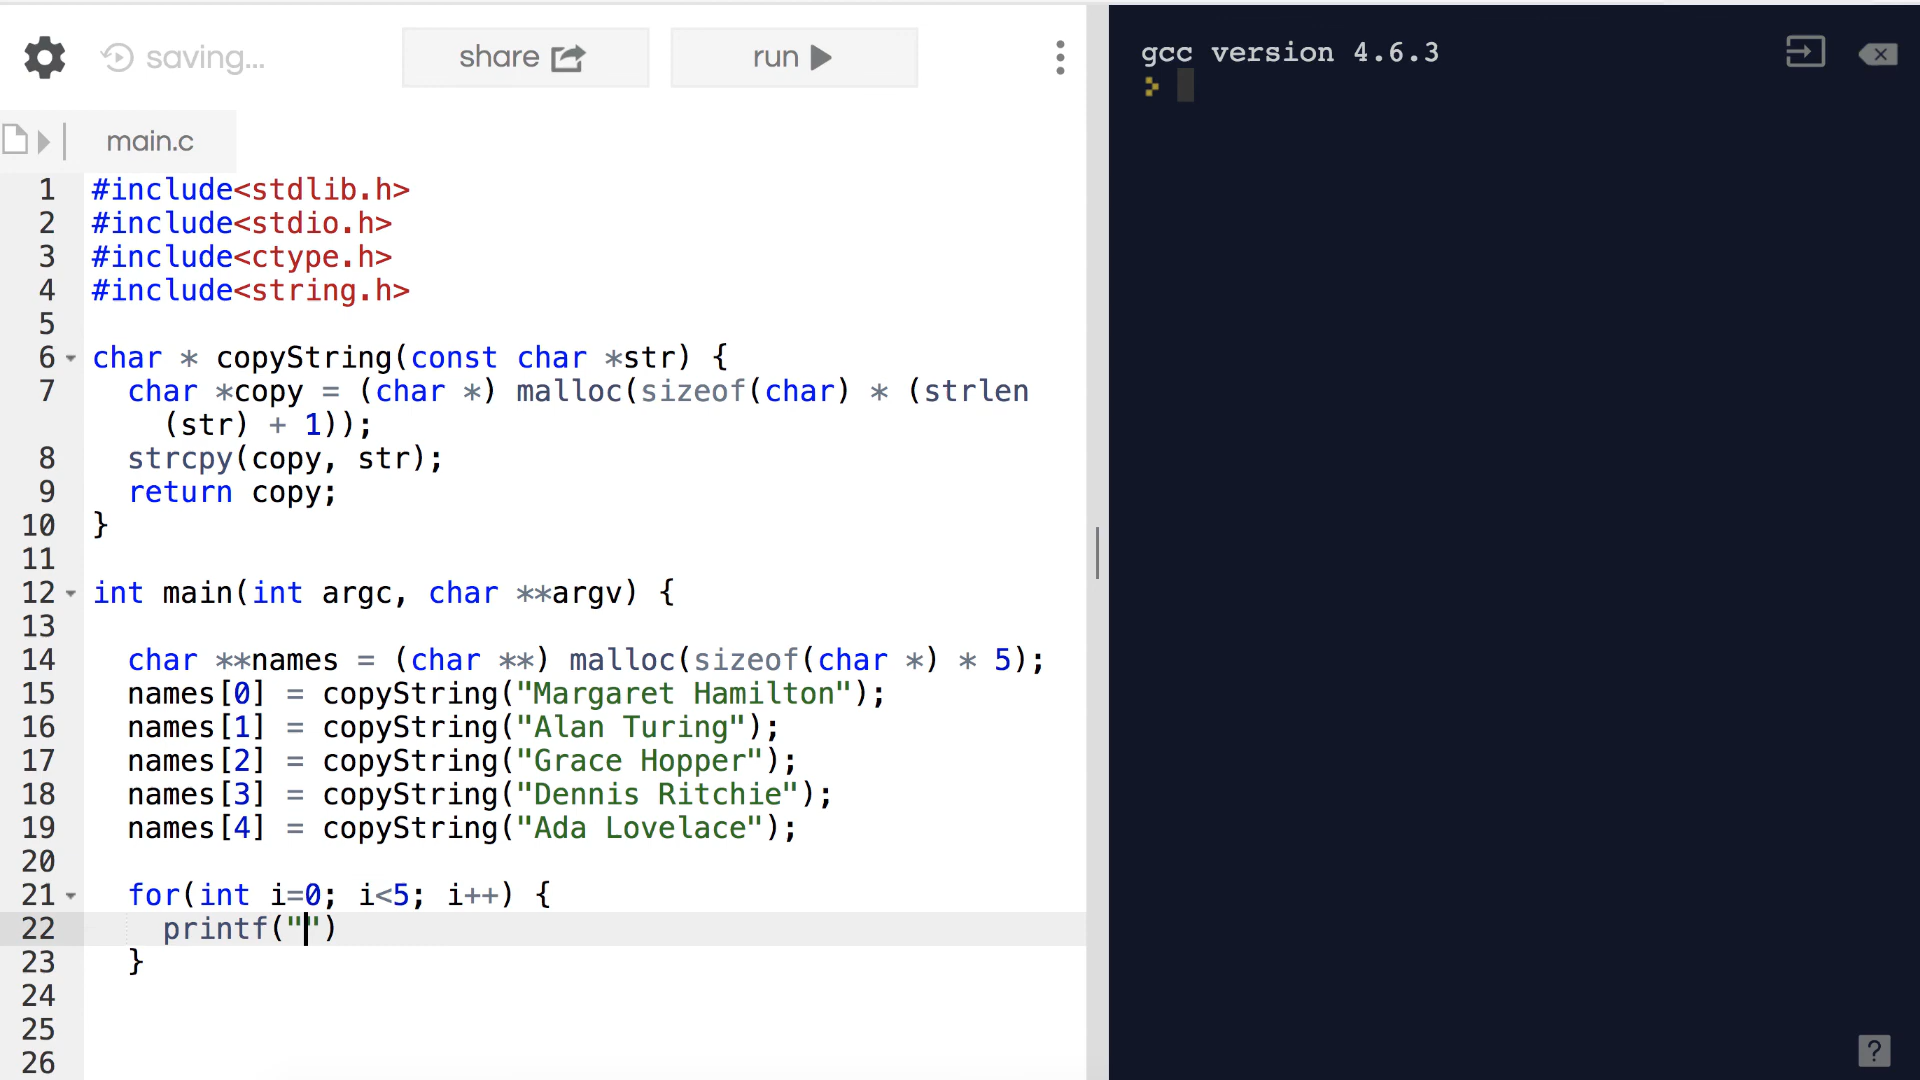 saving...
share
run
main.c
1 #include<stdlib.h>
2 #include<stdio.h>
3 #include<ctype.h>
4 #include<string.h>
5
6 char * copyString(const char *str) {
7 char *copy = (char *) malloc(sizeof(char) * (strlen
(str) + 1));
8 strcpy(copy, str);
9 return copy;
10 }
11
12 int main(int argc, char **argv) {
13
14 char **names = (char **) malloc(sizeof(char *) * 5);
15 names[0] = copyString("Margaret Hamilton");
16 names[1] = copyString("Alan Turing");
17 names[2] = copyString("Grace Hopper");
18 names[3] = copyString("Dennis Ritchie");
19 names[4] = copyString("Ada Lovelace");
20
21 for(int i=0; i<5; i++) {
22 printf("")
23 }
24
25
26
gcc version 4.6.3
?